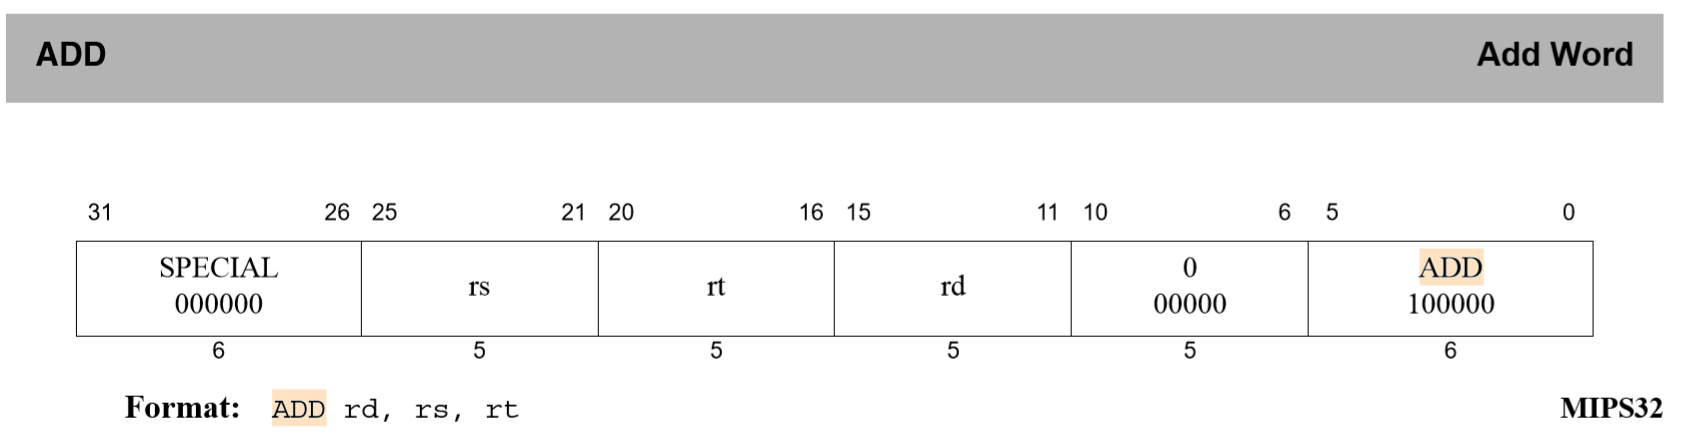 ADD Add Word
31 26 25 21 20 16 15 11 10 6 5 0
SPECIAL 0 ADD
rs rt rd
000000 00000 100000
6 5 5 5 5 6
Format: ADD rd, rs, rt MIPS32